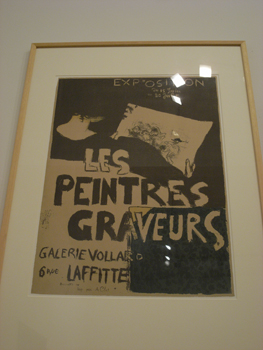 EXPOSITION
LES
PEINTRES
GRAVEURS
GALERIE VOLLARD
6 RUE LAFFITTE